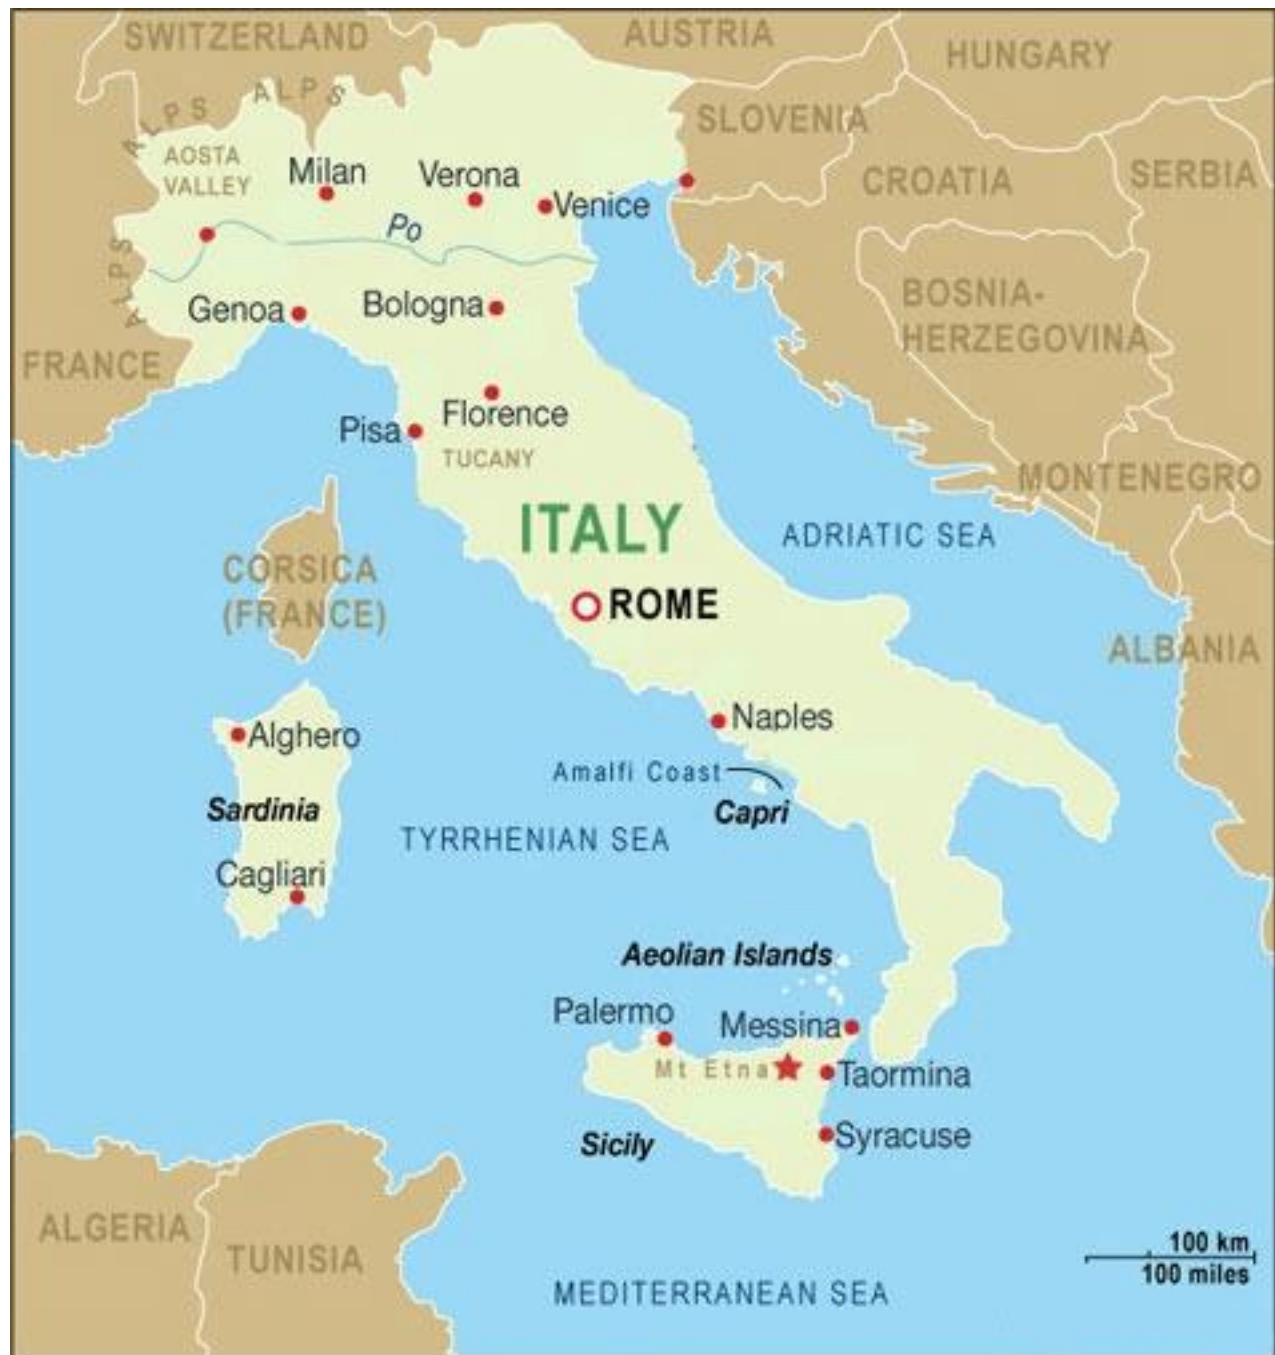 SWITZERLAND
AUSTRIA
HUNGARY
ALPS
ALPS
SLOVENIA
AOSTA
VALLEY
Milan
Verona
Venice
CROATIA
SERBIA
Po
ALPS
Genoa
Bologna
BOSNIA-
HERZEGOVINA
FRANCE
Florence
Pisa
TUCANY
MONTENEGRO
ITALY
ADRIATIC SEA
CORSICA
(FRANCE)
ROME
ALBANIA
Naples
Alghero
Amalfi Coast
Sardinia
Capri
TYRRHENIAN SEA
Cagliari
Aeolian Islands
Palermo
Messina
Mt Etna
Taormina
Sicily
Syracuse
ALGERIA
TUNISIA
100 km
100 miles
MEDITERRANEAN SEA